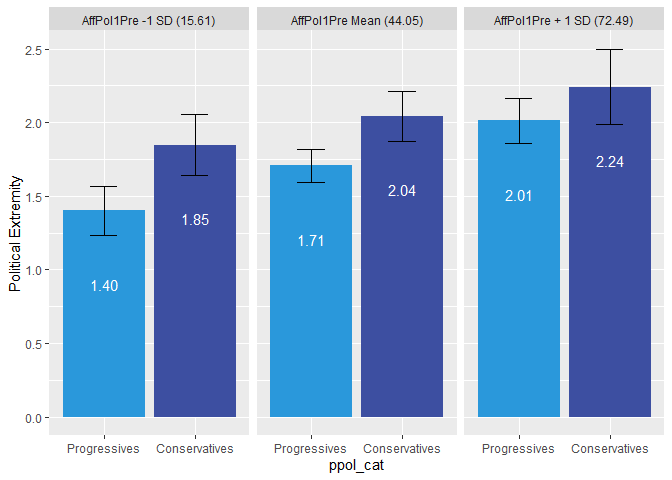 AffPol1Pre -1 SD (15.61)
AffPol1Pre Mean (44.05)
AffPol1Pre + 1 SD (72.49)
Political Extremity
2.5
2.0
1.5
1.0
0.5
0.0
1.40
1.85
1.71
2.04
2.01
2.24
Progressives Conservatives
Progressives Conservatives
Progressives Conservatives
ppol_cat